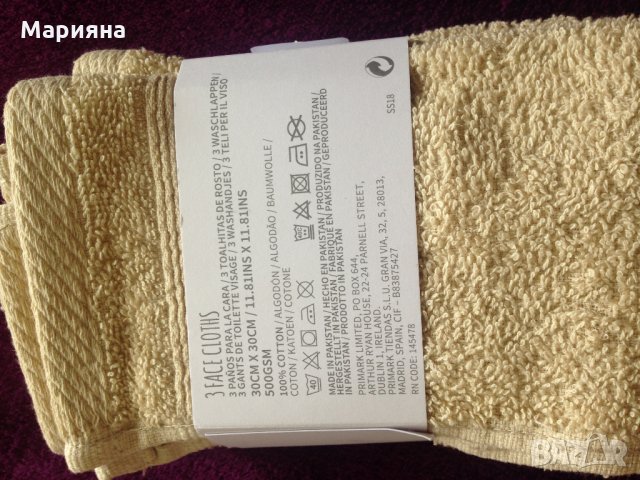 Марияна
3 FACE CLOTHS
3 PAÑOS PARA LA CARA / 3 TOALHITAS DE ROSTO / 3 WASCHLAPPEN /
3 GANTS DE TOILETTE VISAGE / 3 WASHANDJES / 3 TELI PER IL VISO
30CM X 30CM / 11.81INS X 11.81INS
500GSM
100% COTTON / ALGODÓN / ALGODÃO / BAUMWOLLE /
COTON / KATOEN / COTONE
40
MADE IN PAKISTAN / HECHO EN PAKISTÁN / PRODUZIDO NA PAKISTAN /
HERGESTELLT IN PAKISTAN / FABRIQUÉ EN PAKISTAN / GEPRODUCEERD
IN PAKISTAN / PRODOTTO IN PAKISTAN
PRIMARK LIMITED, PO BOX 644,
ARTHUR RYAN HOUSE, 22-24 PARNELL STREET,
DUBLIN 1, IRELAND.
PRIMARK TIENDAS S.L.U. GRAN VIA, 32, 5, 28013,
MADRID, SPAIN, CIF – B83875427
RN CODE: 145478
SS18
BAZAR